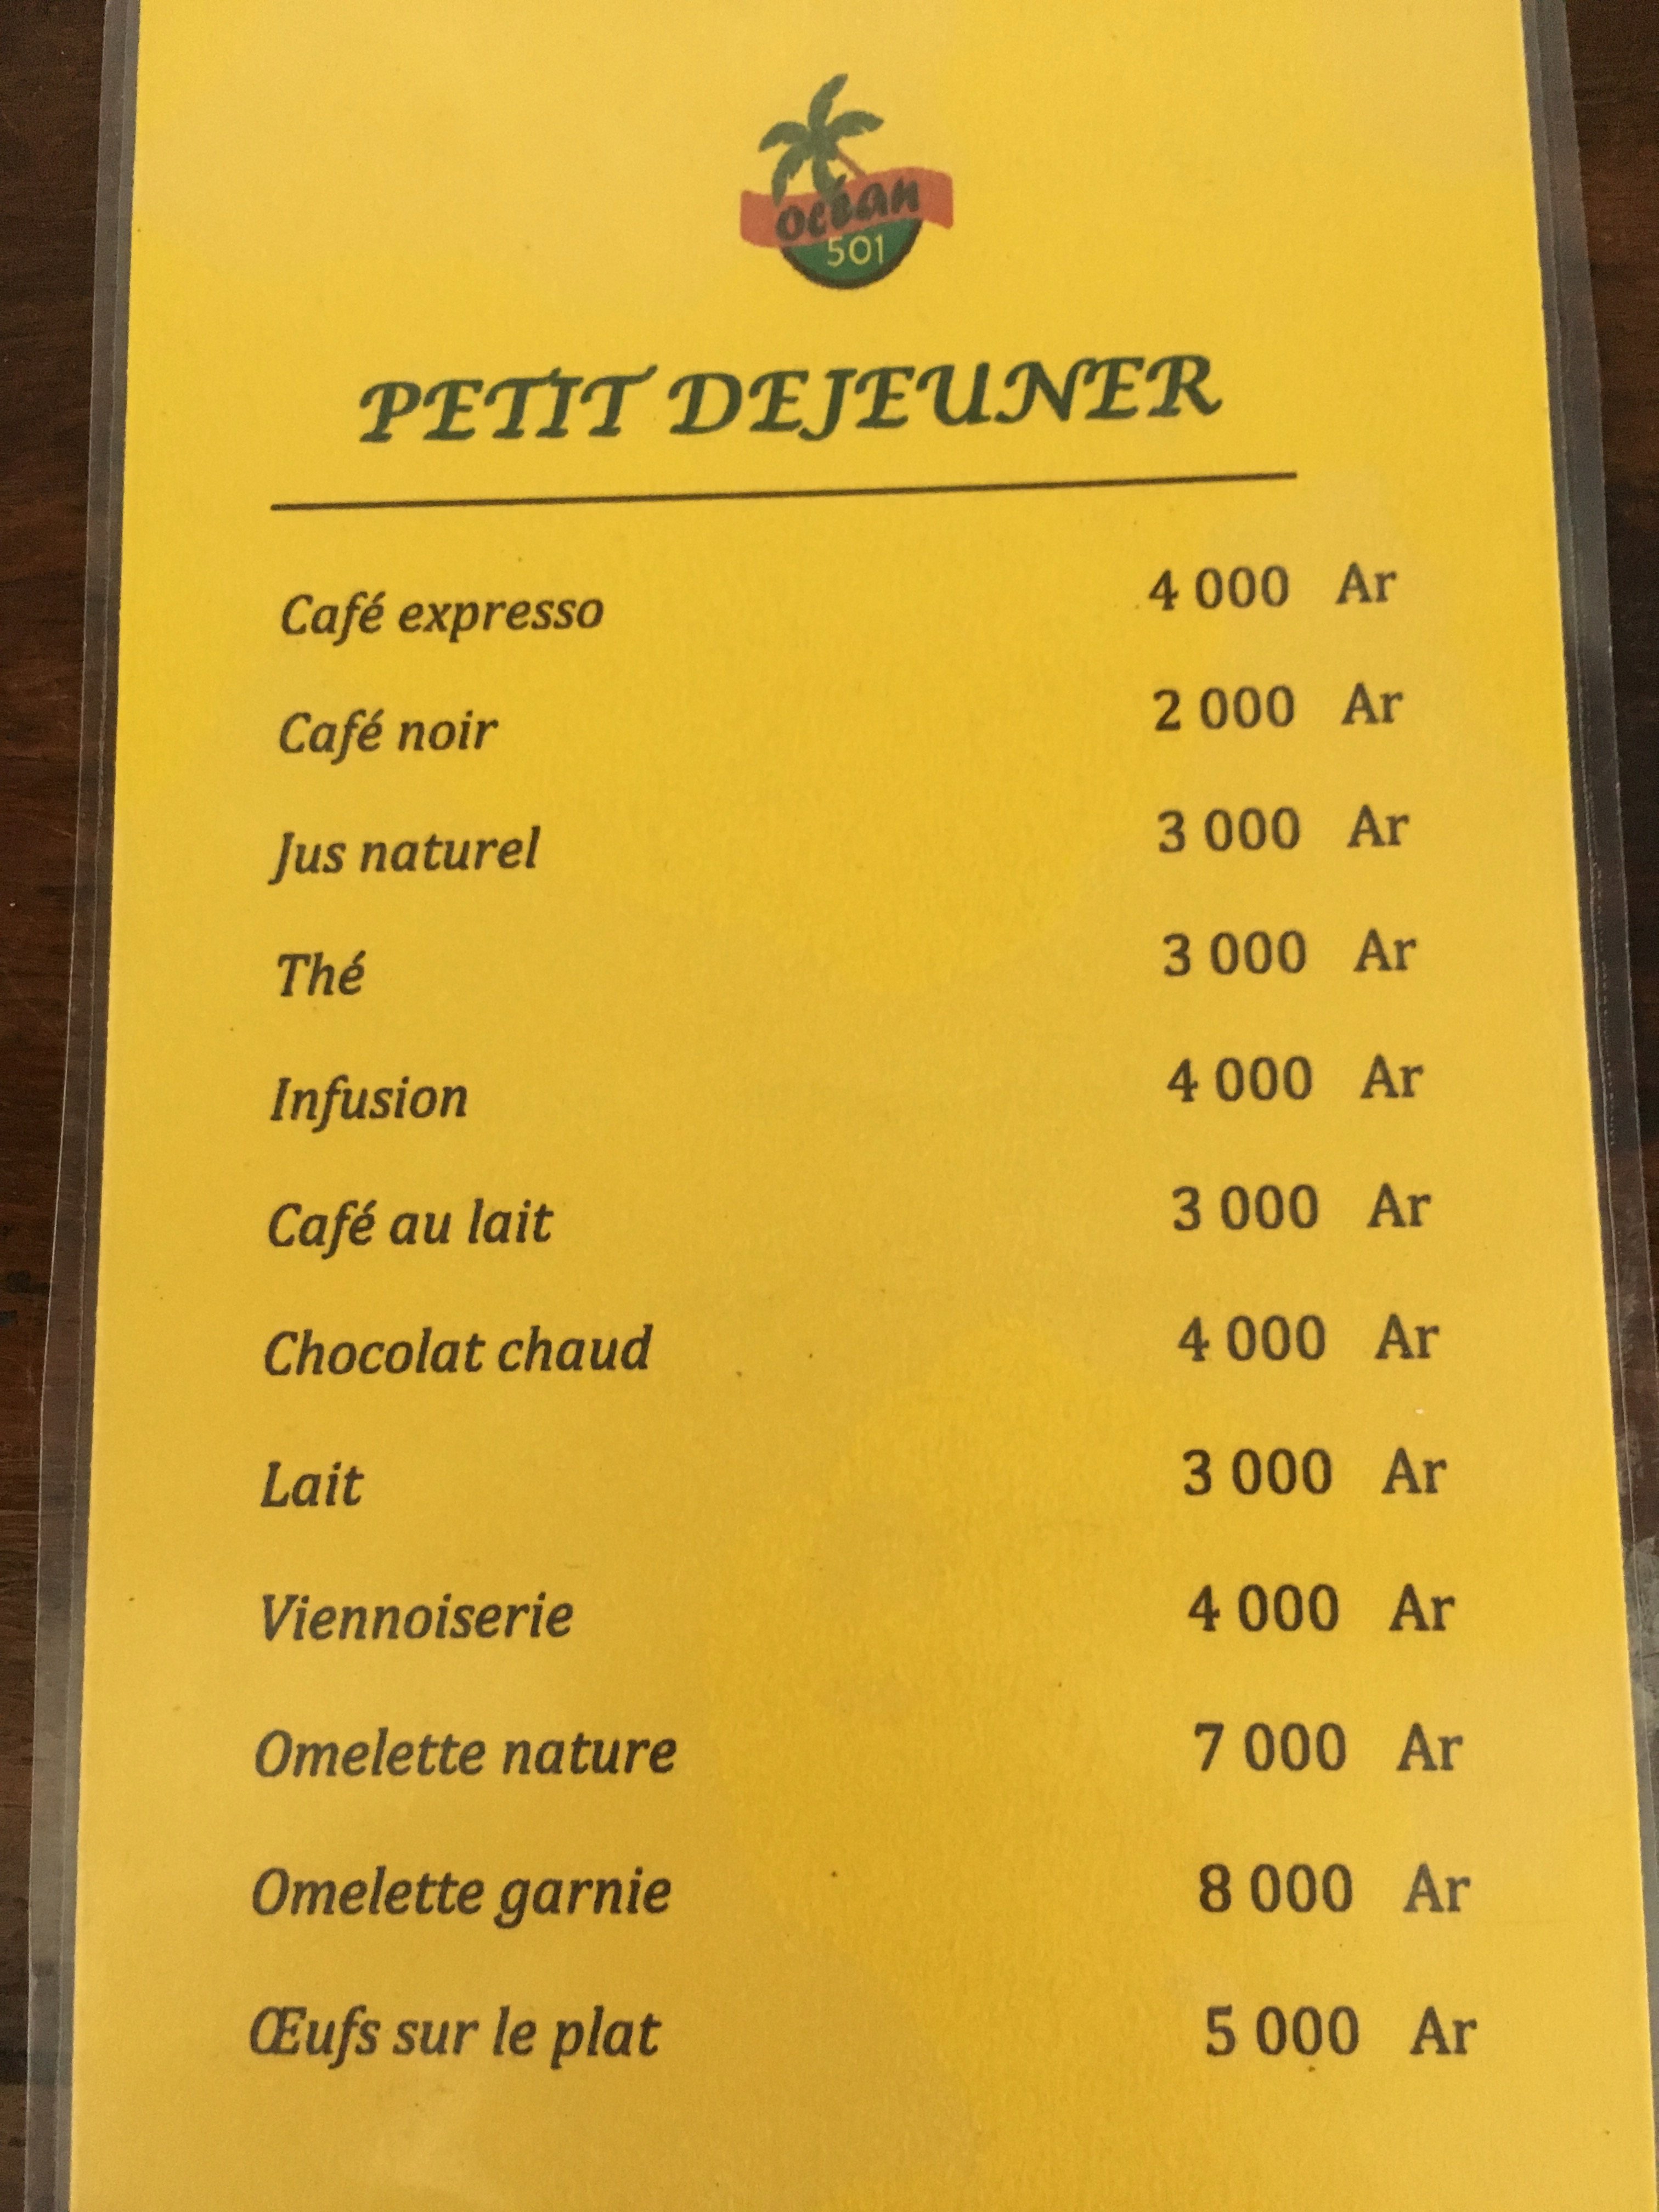 océan
501
PETIT DEJEUNER
Café expresso 4 000 Ar
Café noir 2 000 Ar
Jus naturel 3 000 Ar
Thé 3 000 Ar
Infusion 4 000 Ar
Café au lait 3 000 Ar
Chocolat chaud 4 000 Ar
Lait 3 000 Ar
Viennoiserie 4 000 Ar
Omelette nature 7 000 Ar
Omelette garnie 8 000 Ar
Œufs sur le plat 5 000 Ar